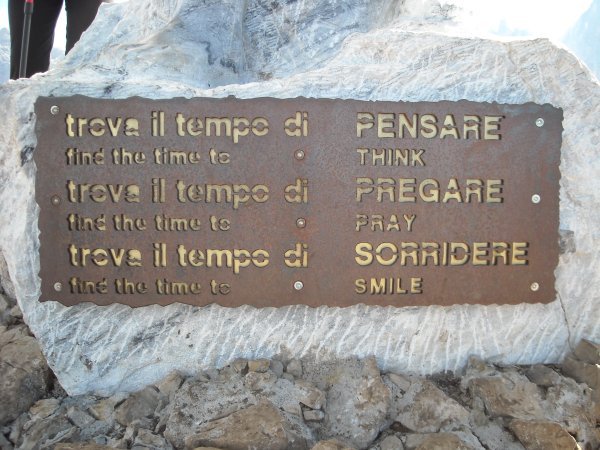 trova il tempo di PENSARE
find the time to THINK
trova il tempo di PREGARE
find the time to PRAY
trova il tempo di SORRIDERE
find the time to SMILE